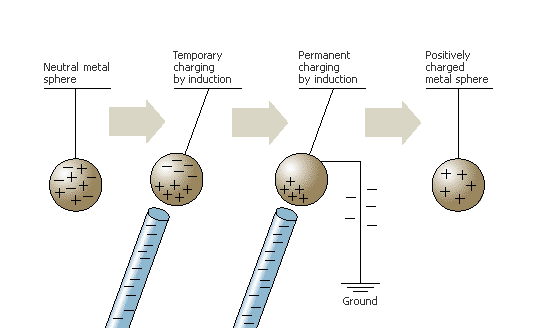 Neutral metal
sphere
Temporary
charging
by induction
Permanent
charging
by induction
Positively
charged
metal sphere
Ground